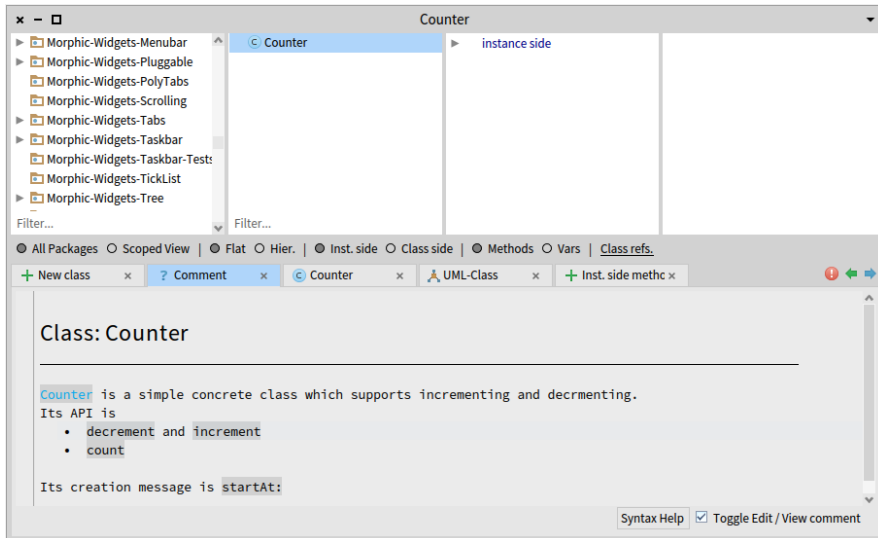 Counter
Morphic-Widgets-Menubar
Morphic-Widgets-Pluggable
Morphic-Widgets-PolyTabs
Morphic-Widgets-Scrolling
Morphic-Widgets-Tabs
Morphic-Widgets-Taskbar
Morphic-Widgets-Taskbar-Tests
Morphic-Widgets-TickList
Morphic-Widgets-Tree
Filter...
C Counter
Filter...
instance side
All Packages Scoped View | Flat Hier. | Inst. side Class side | Methods Vars | Class refs.
+ New class × ? Comment × C Counter × UML-Class × + Inst. side methc ×
Class: Counter
Counter is a simple concrete class which supports incrementing and decrmenting.
Its API is
• decrement and increment
• count
Its creation message is startAt:
Syntax Help Toggle Edit / View comment